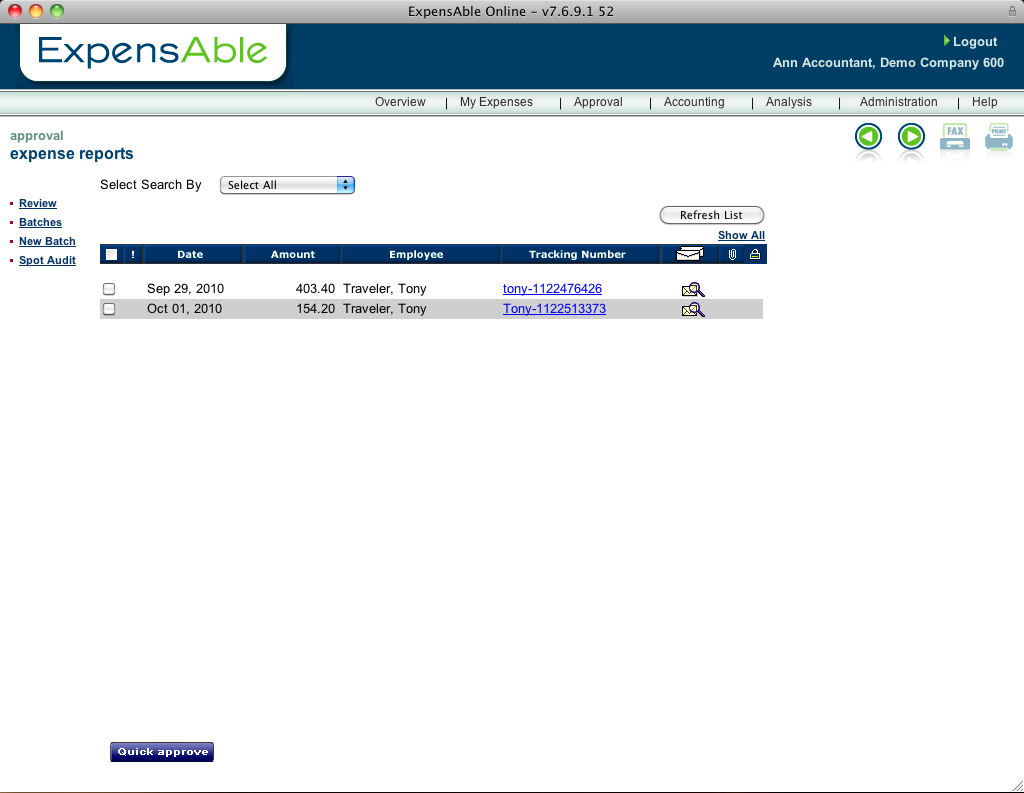 ExpensAble Online – v7.6.9.1 52
ExpensAble
Logout
Ann Accountant, Demo Company 600
Overview | My Expenses | Approval | Accounting | Analysis | Administration | Help
approval
expense reports
FAX PRINT
Select Search By Select All
Review
Batches
New Batch
Spot Audit
Refresh List
Show All
! Date Amount Employee Tracking Number
Sep 29, 2010 403.40 Traveler, Tony tony-1122476426
Oct 01, 2010 154.20 Traveler, Tony Tony-1122513373
Quick approve